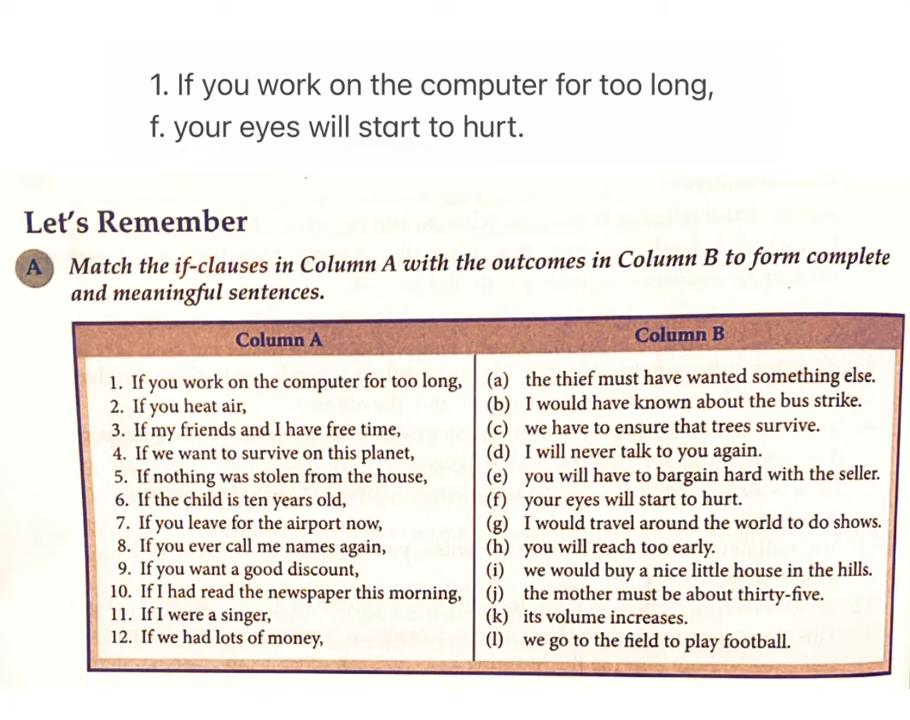 1. If you work on the computer for too long,
f. your eyes will start to hurt.
Let's Remember
A Match the if-clauses in Column A with the outcomes in Column B to form complete
and meaningful sentences.
Column A
1. If you work on the computer for too long,
2. If you heat air,
3. If my friends and I have free time,
4. If we want to survive on this planet,
5. If nothing was stolen from the house,
6. If the child is ten years old,
7. If you leave for the airport now,
8. If you ever call me names again,
9. If you want a good discount,
10. If I had read the newspaper this morning,
11. If I were a singer,
12. If we had lots of money,
Column B
(a) the thief must have wanted something else.
(b) I would have known about the bus strike.
(c) we have to ensure that trees survive.
(d) I will never talk to you again.
(e) you will have to bargain hard with the seller.
(f) your eyes will start to hurt.
(g) I would travel around the world to do shows.
(h) you will reach too early.
(i) we would buy a nice little house in the hills.
(j) the mother must be about thirty-five.
(k) its volume increases.
(l) we go to the field to play football.